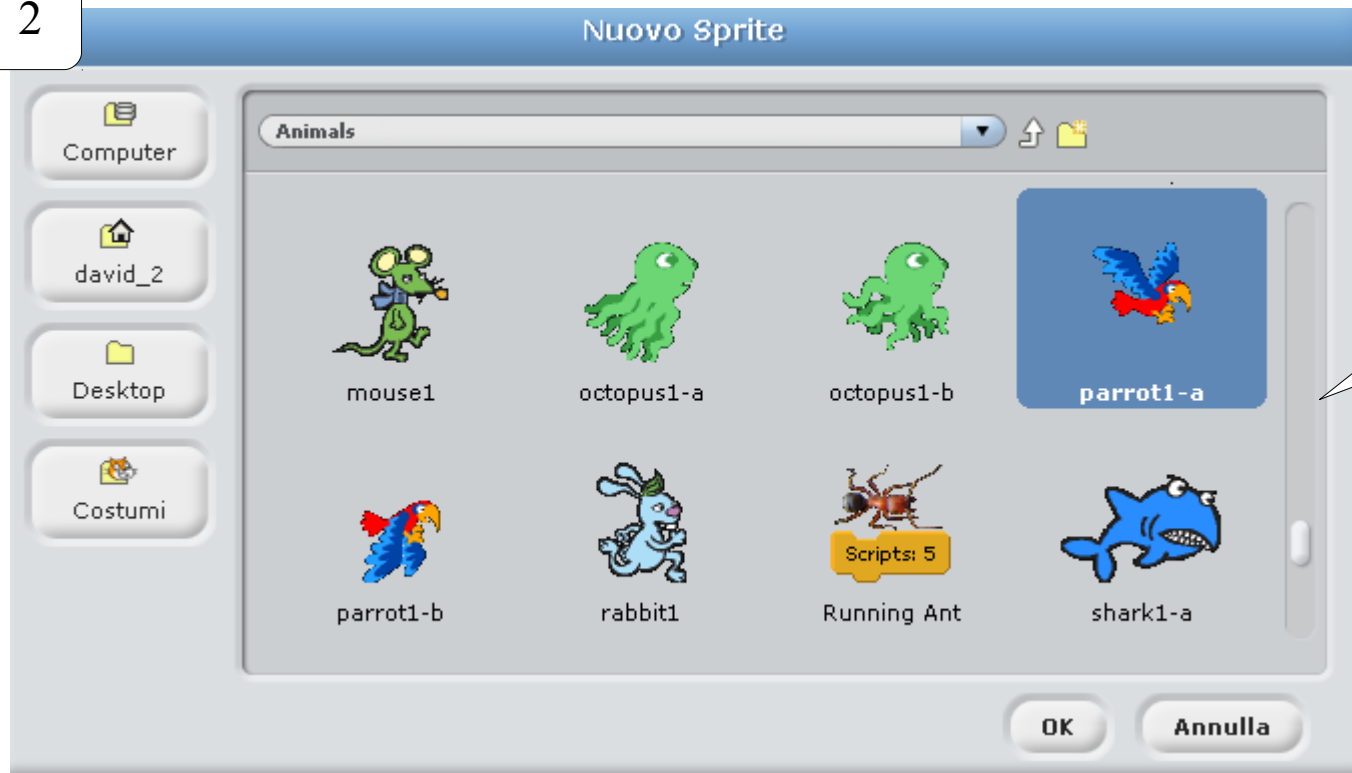 2
Nuovo Sprite
Computer
david_2
Desktop
Costumi
Animals
mouse1
octopus1-a
octopus1-b
parrot1-a
parrot1-b
rabbit1
Scripts: 5
Running Ant
shark1-a
OK
Annulla